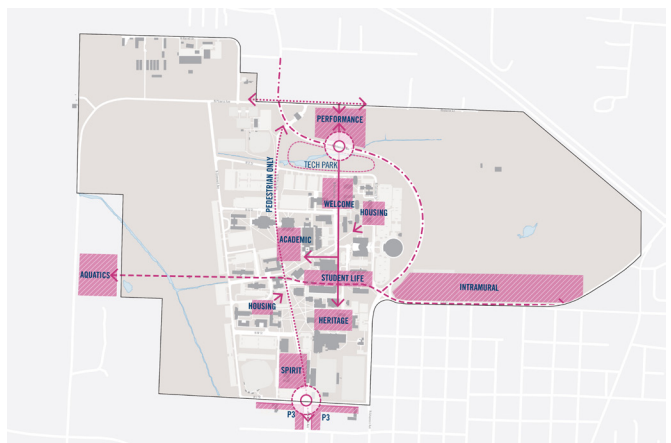 PERFORMANCE
TECH PARK
PEDESTRIAN ONLY
WELCOME
HOUSING
ACADEMIC
AQUATICS
STUDENT LIFE
INTRAMURAL
HOUSING
HERITAGE
SPIRIT
P3
P3